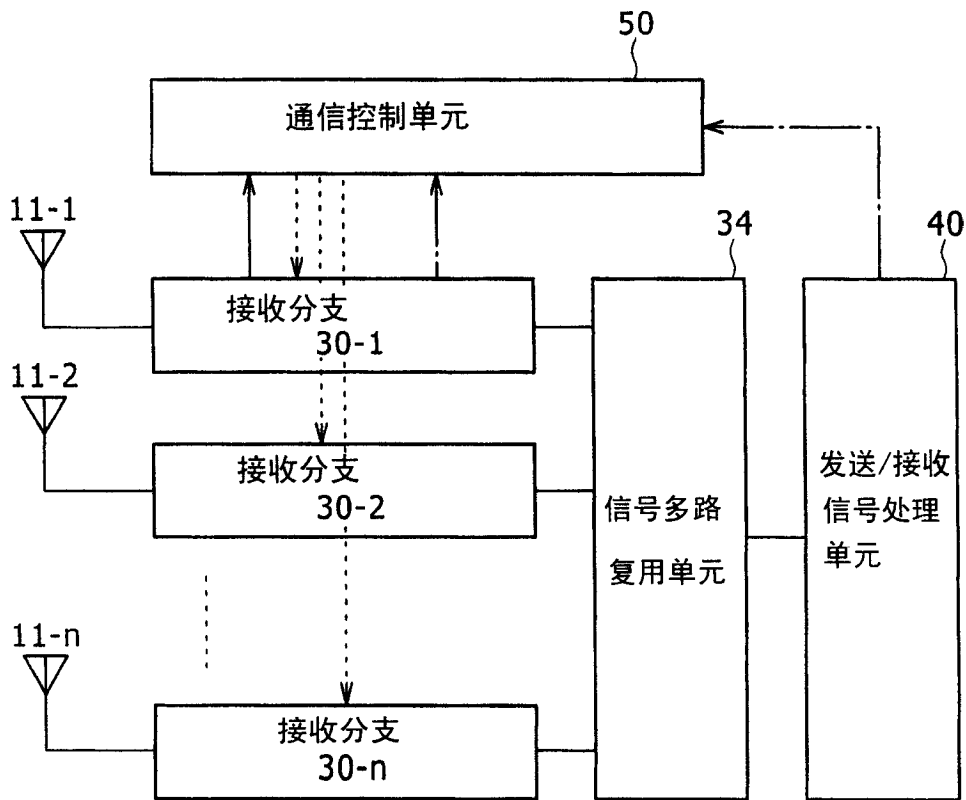 50
通信控制单元
11-1
34
40
接收分支
30-1
11-2
接收分支
30-2
信号多路
复用单元
发送/接收
信号处理
单元
11-n
接收分支
30-n